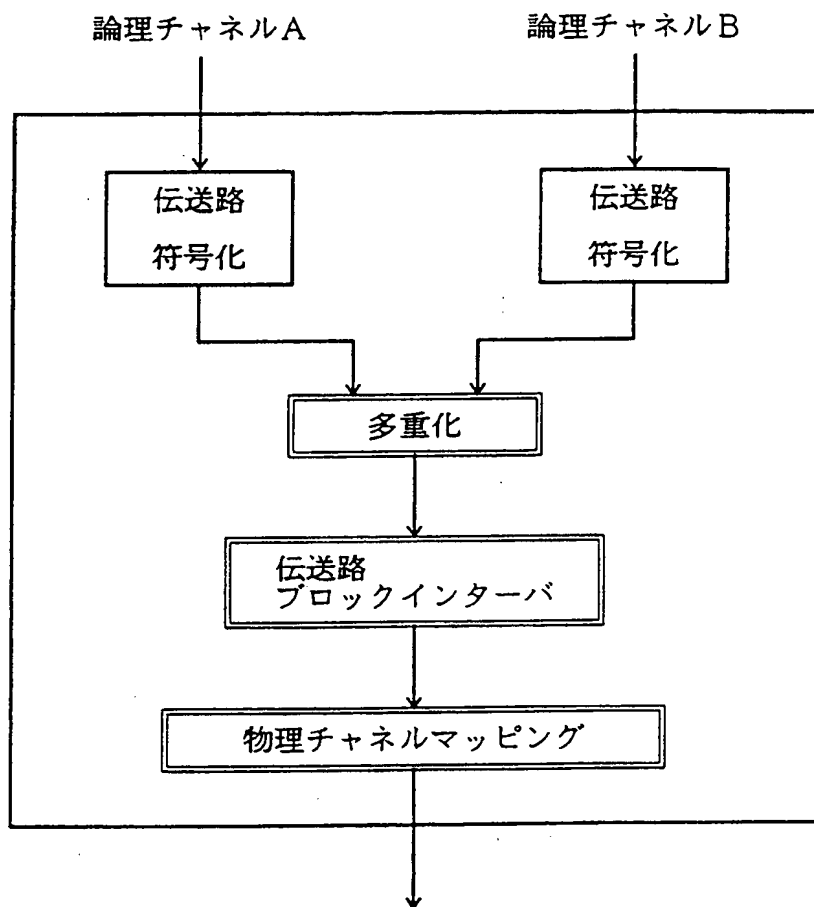 論理チャネルA
論理チャネルB
伝送路
符号化
伝送路
符号化
多重化
伝送路
ブロックインターバ
物理チャネルマッピング